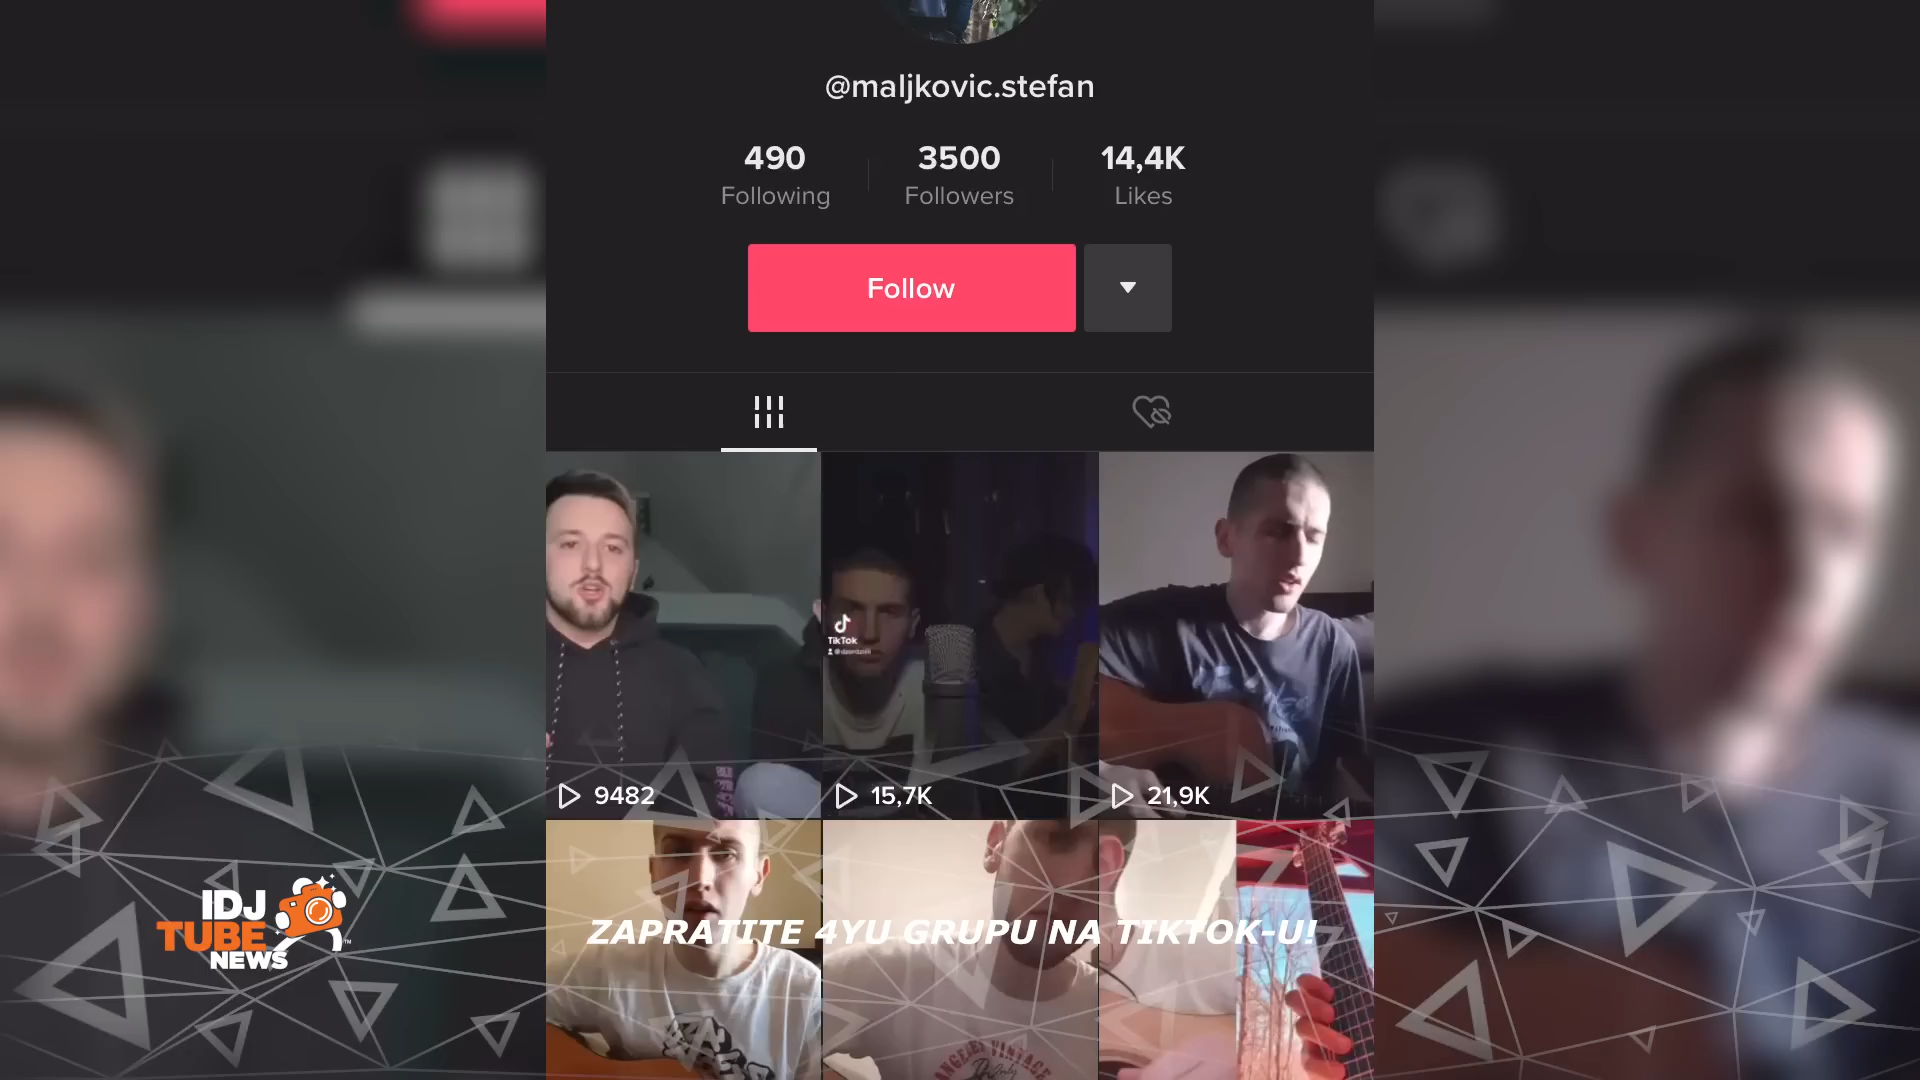 @maljkovic.stefan
490 3500 14,4K
Following Followers Likes
Follow
TikTok
9482 15,7K 21,9K
IDJ
TUBE
NEWS
ZAPRATITE 4YU GRUPU NA TIKTOK-U!